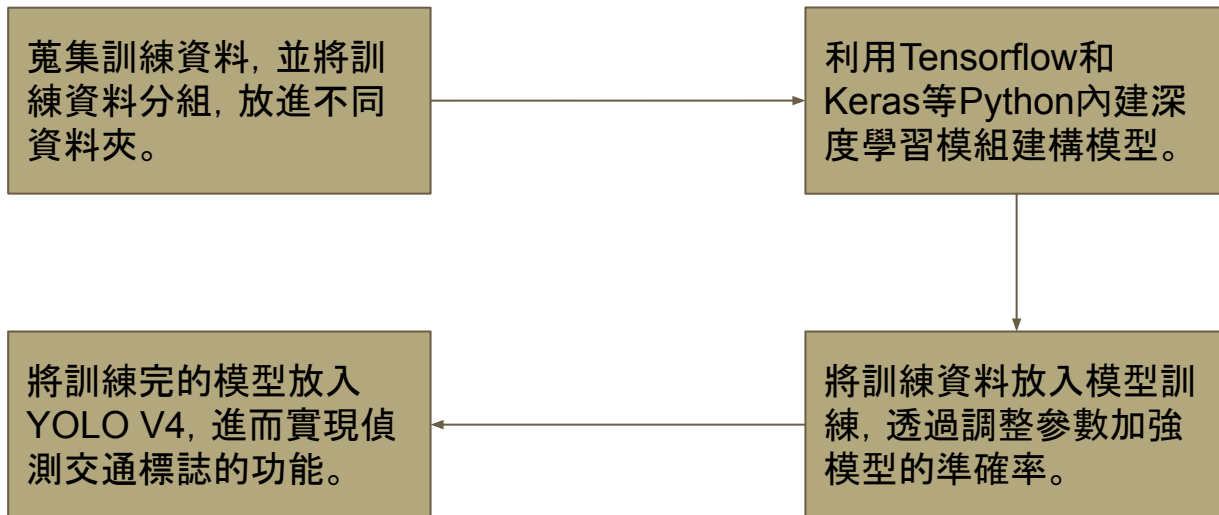 蒐集訓練資料, 並將訓
練資料分組, 放進不同
資料夾。
利用Tensorflow和
Keras等Python內建深
度學習模組建構模型。
將訓練資料放入模型訓
練, 透過調整參數加強
模型的準確率。
將訓練完的模型放入
YOLO V4, 進而實現偵
測交通標誌的功能。